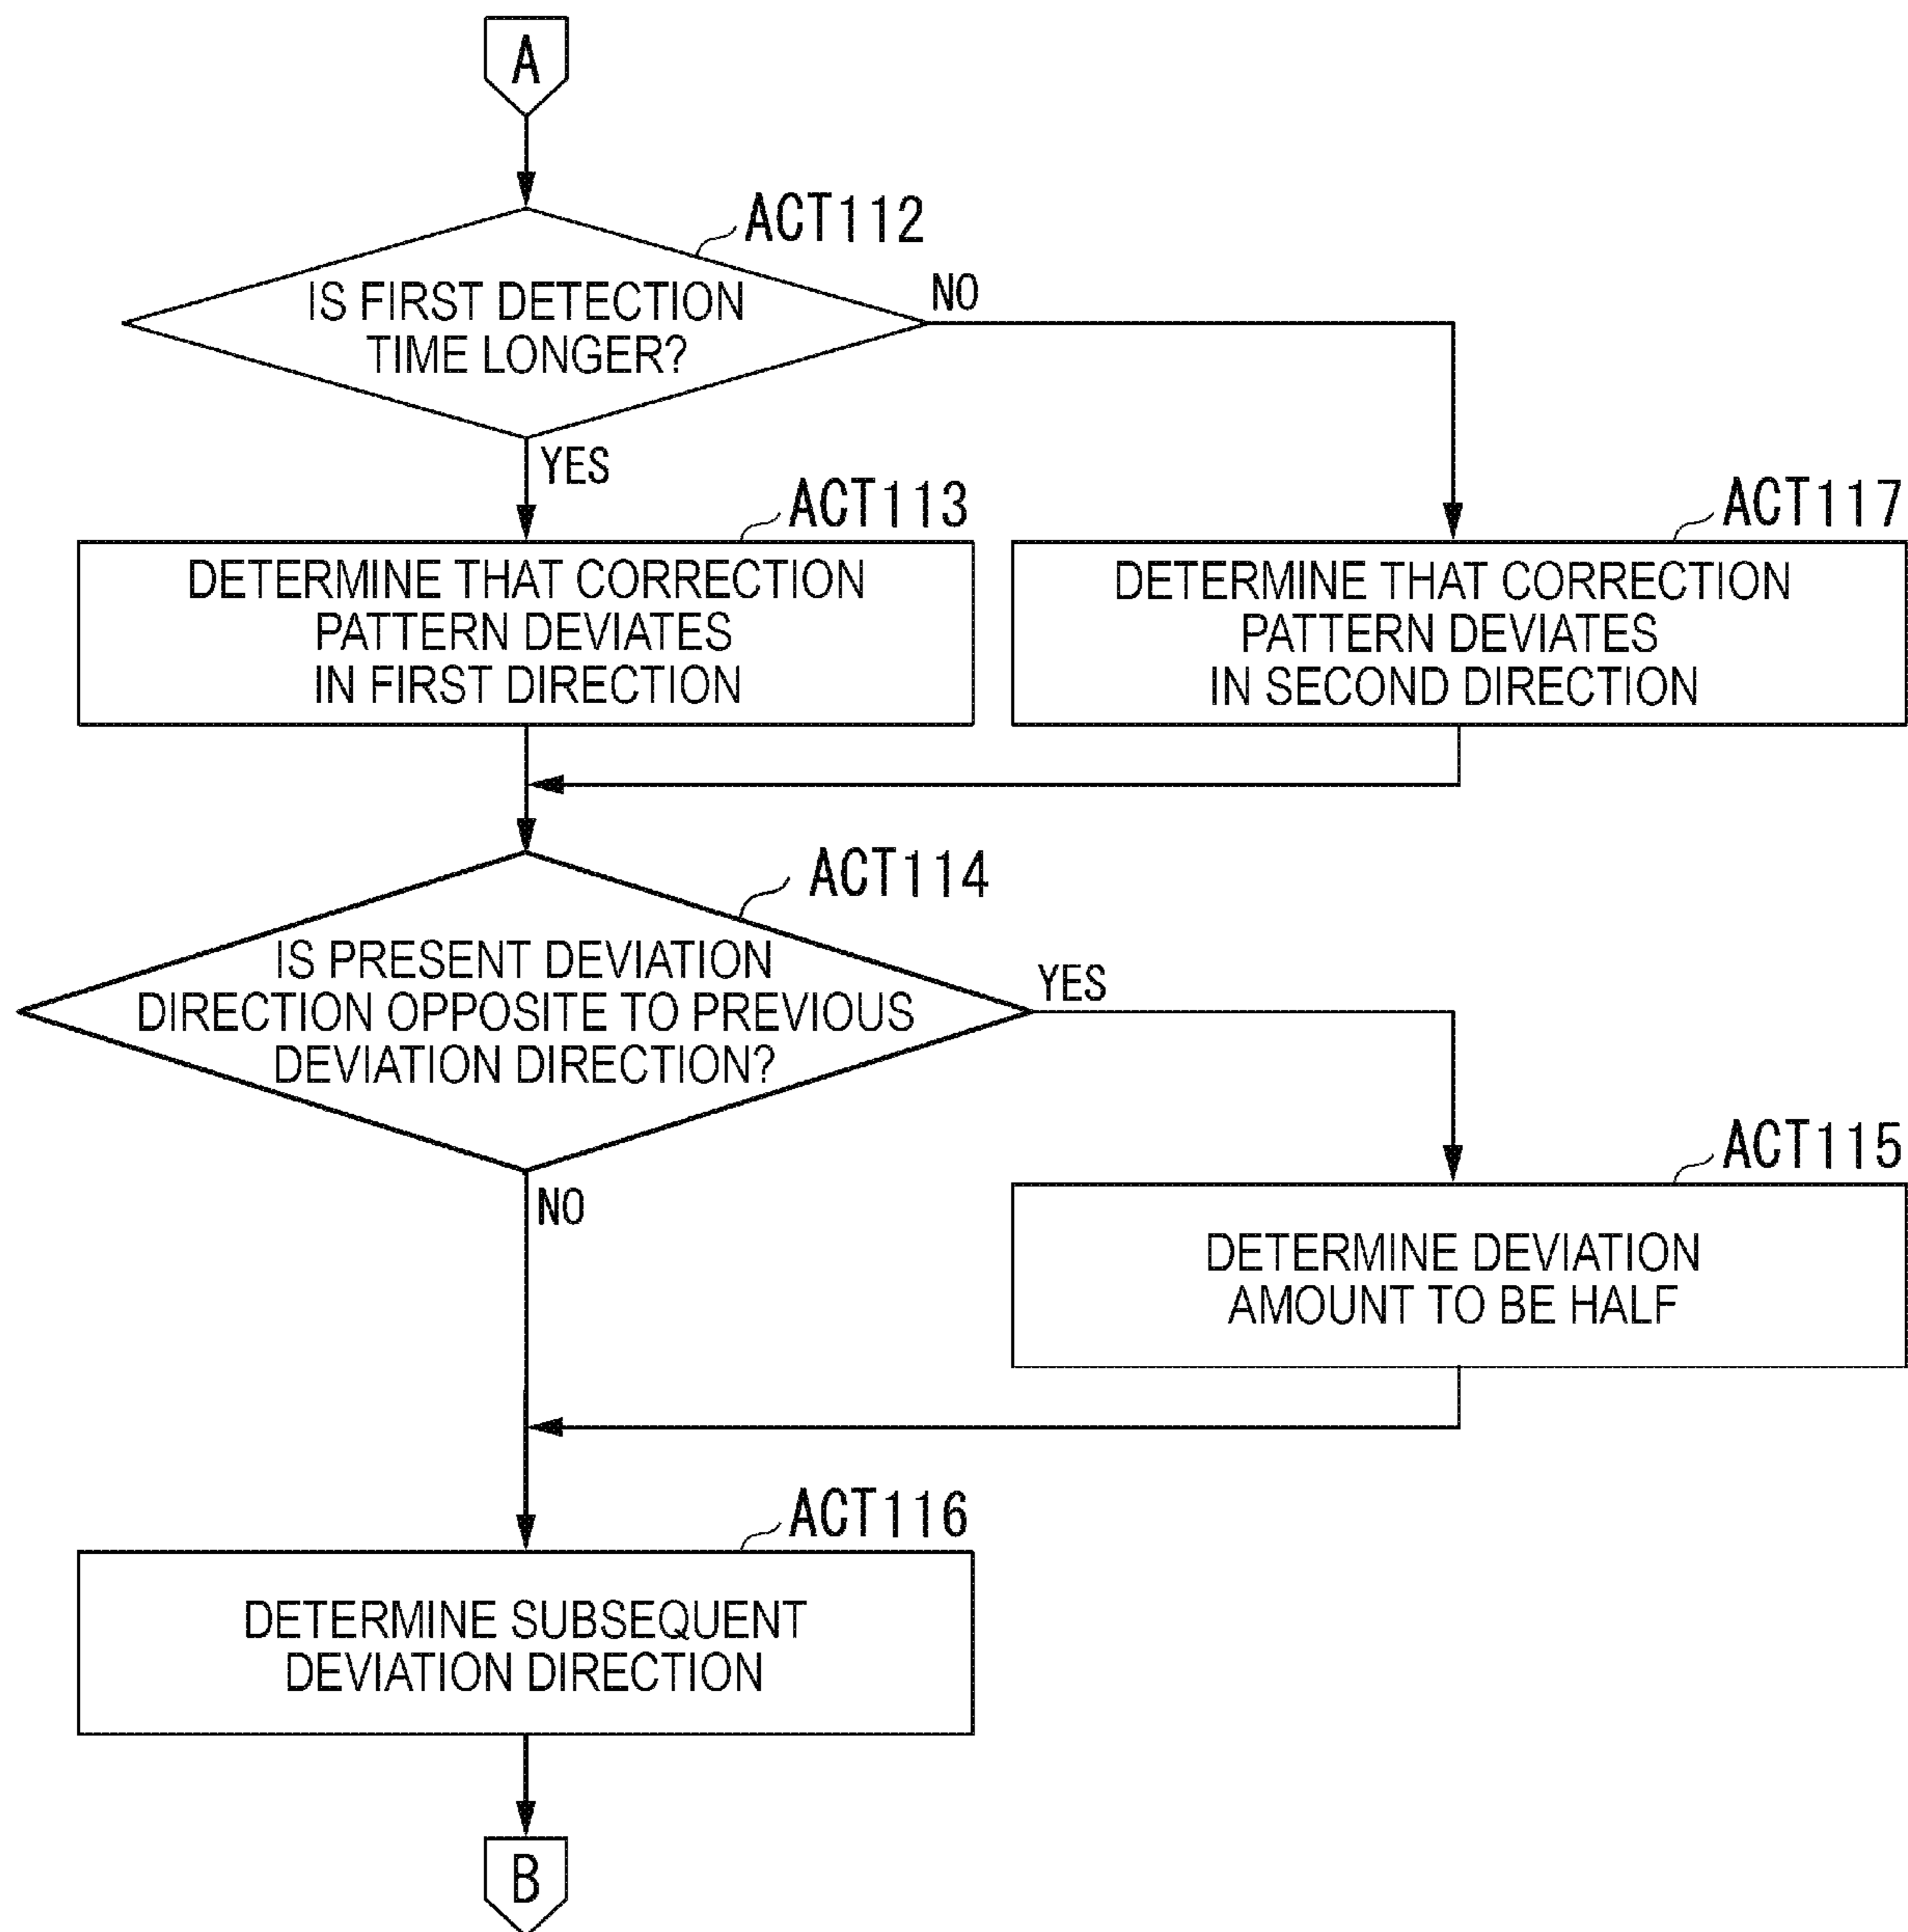 A
ACT112
IS FIRST DETECTION
TIME LONGER?
NO
YES
ACT113
DETERMINE THAT CORRECTION
PATTERN DEVIATES
IN FIRST DIRECTION
ACT117
DETERMINE THAT CORRECTION
PATTERN DEVIATES
IN SECOND DIRECTION
ACT114
IS PRESENT DEVIATION
DIRECTION OPPOSITE TO PREVIOUS
DEVIATION DIRECTION?
YES
NO
ACT115
DETERMINE DEVIATION
AMOUNT TO BE HALF
ACT116
DETERMINE SUBSEQUENT
DEVIATION DIRECTION
B